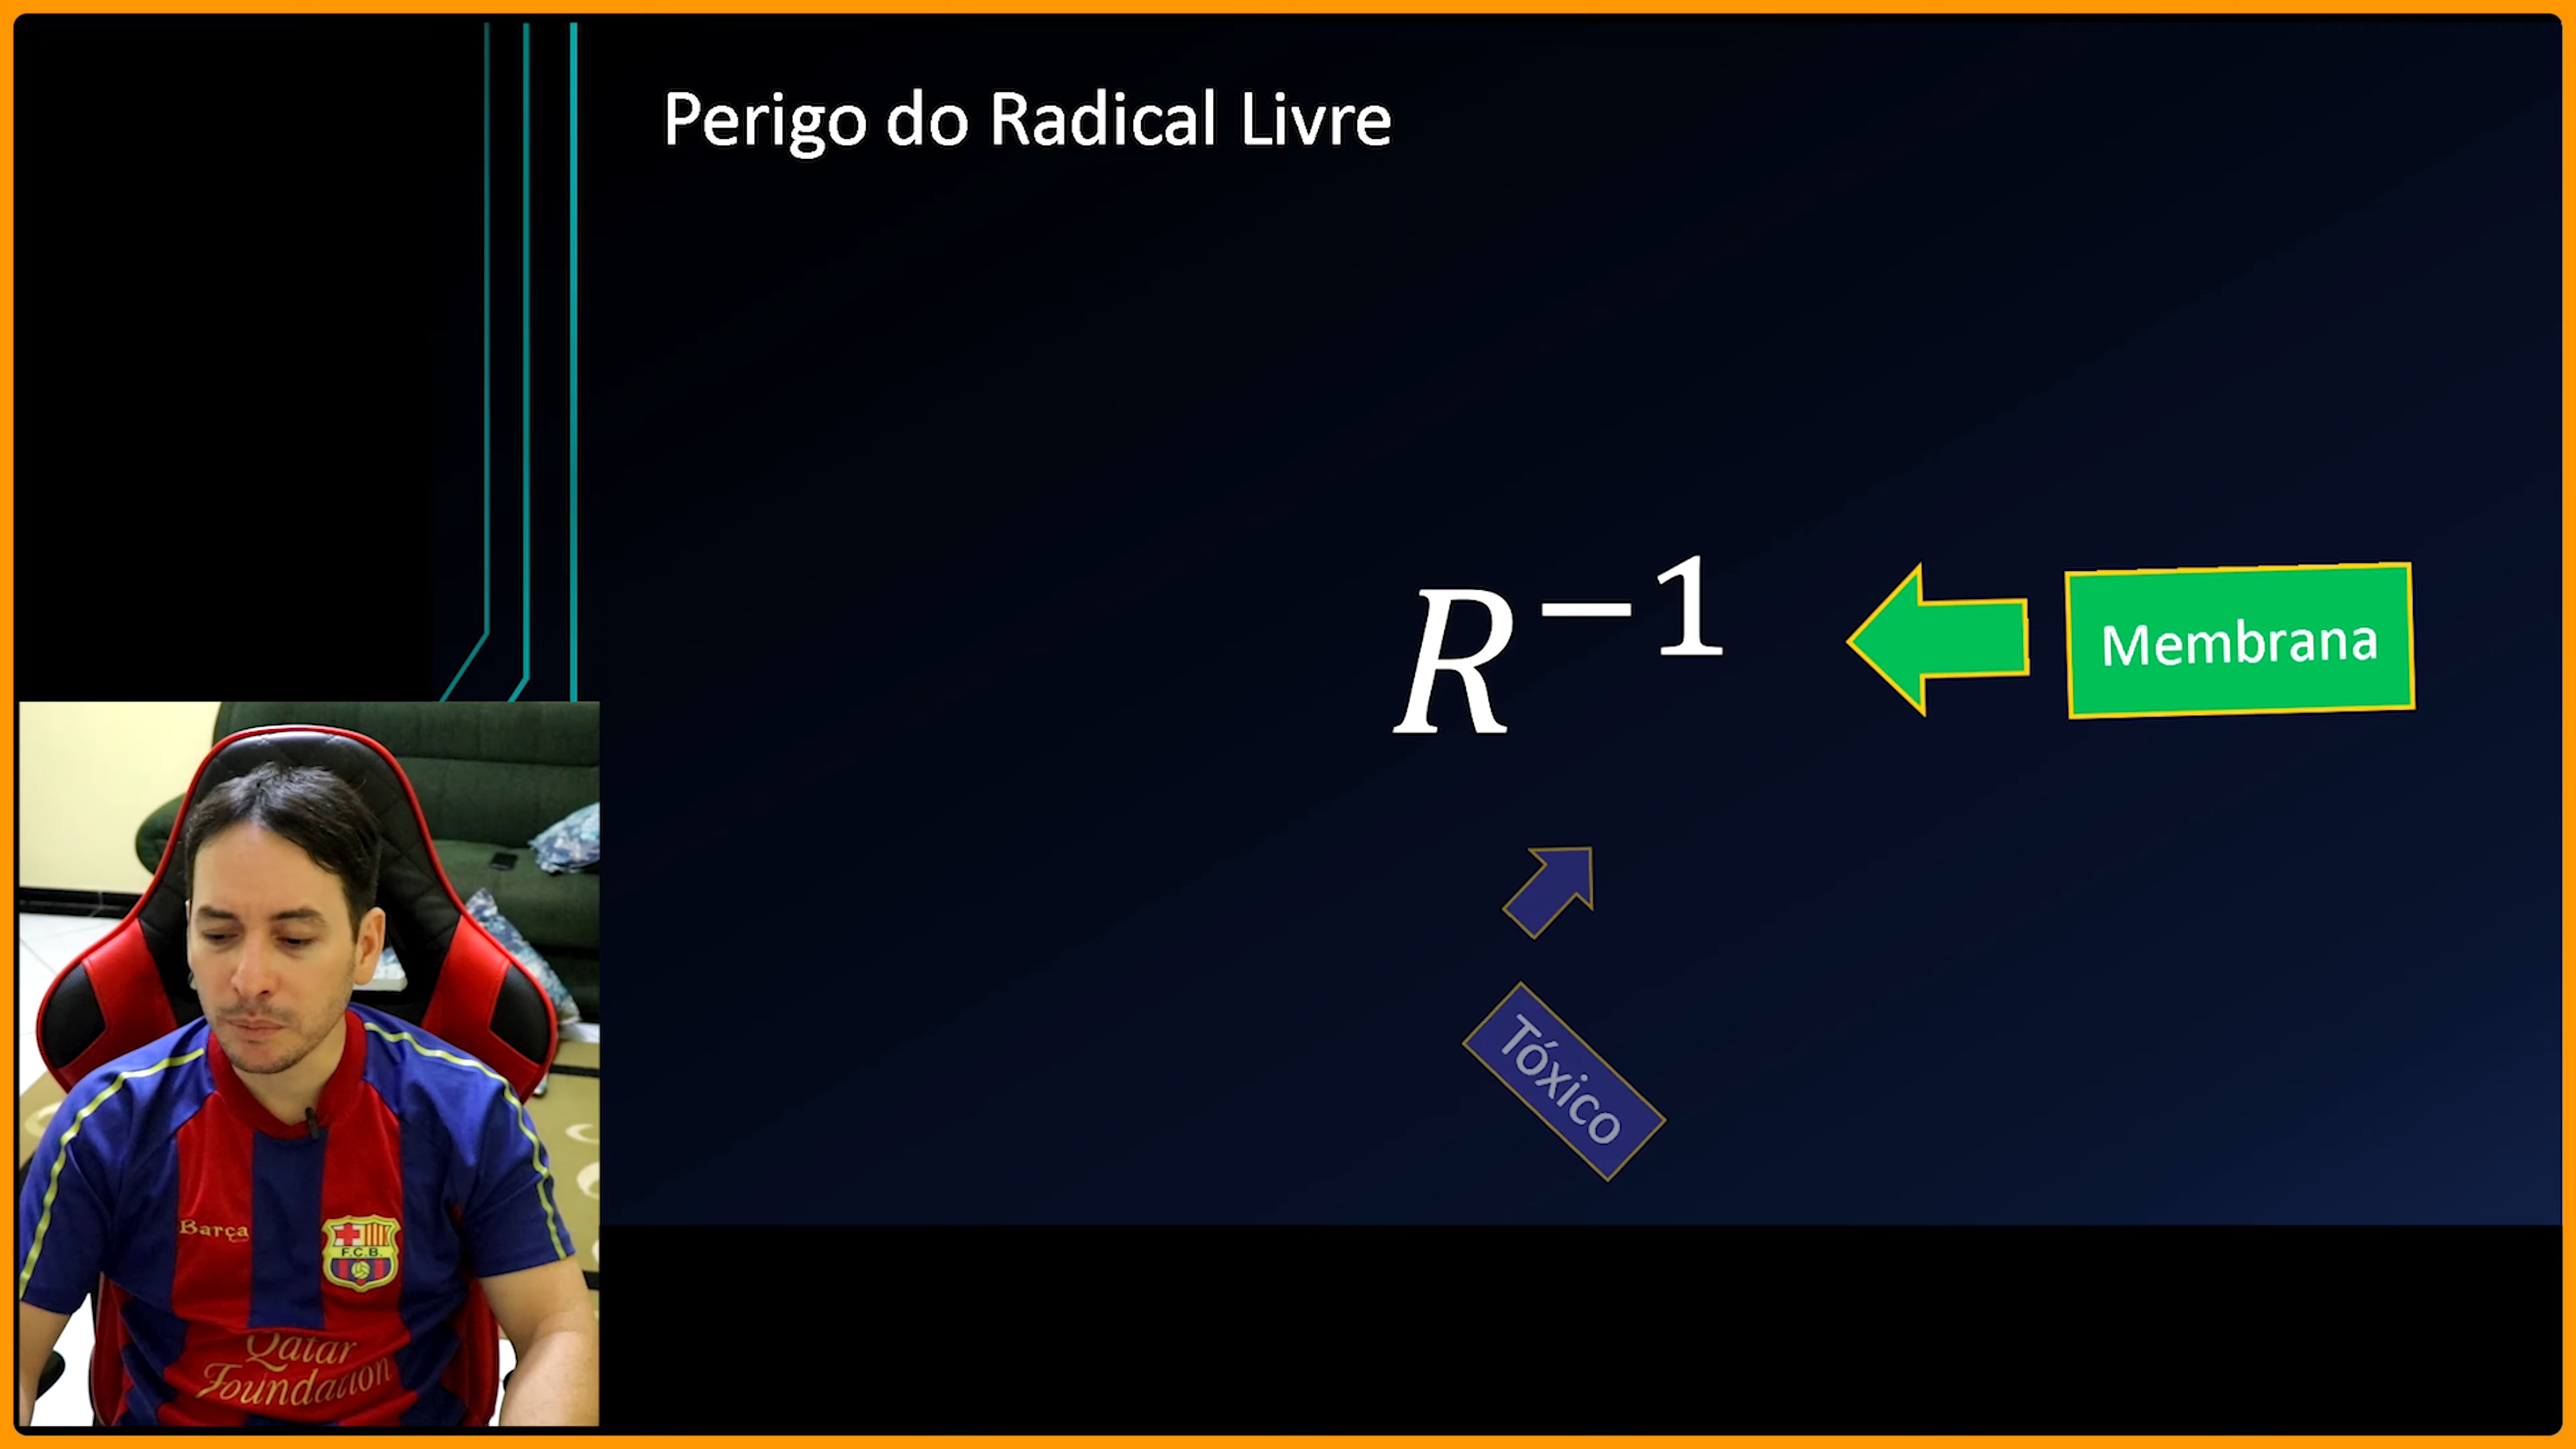 Perigo do Radical Livre
R⁻¹
Membrana
Tóxico
Barça
F.C.B.
Qatar
Foundation